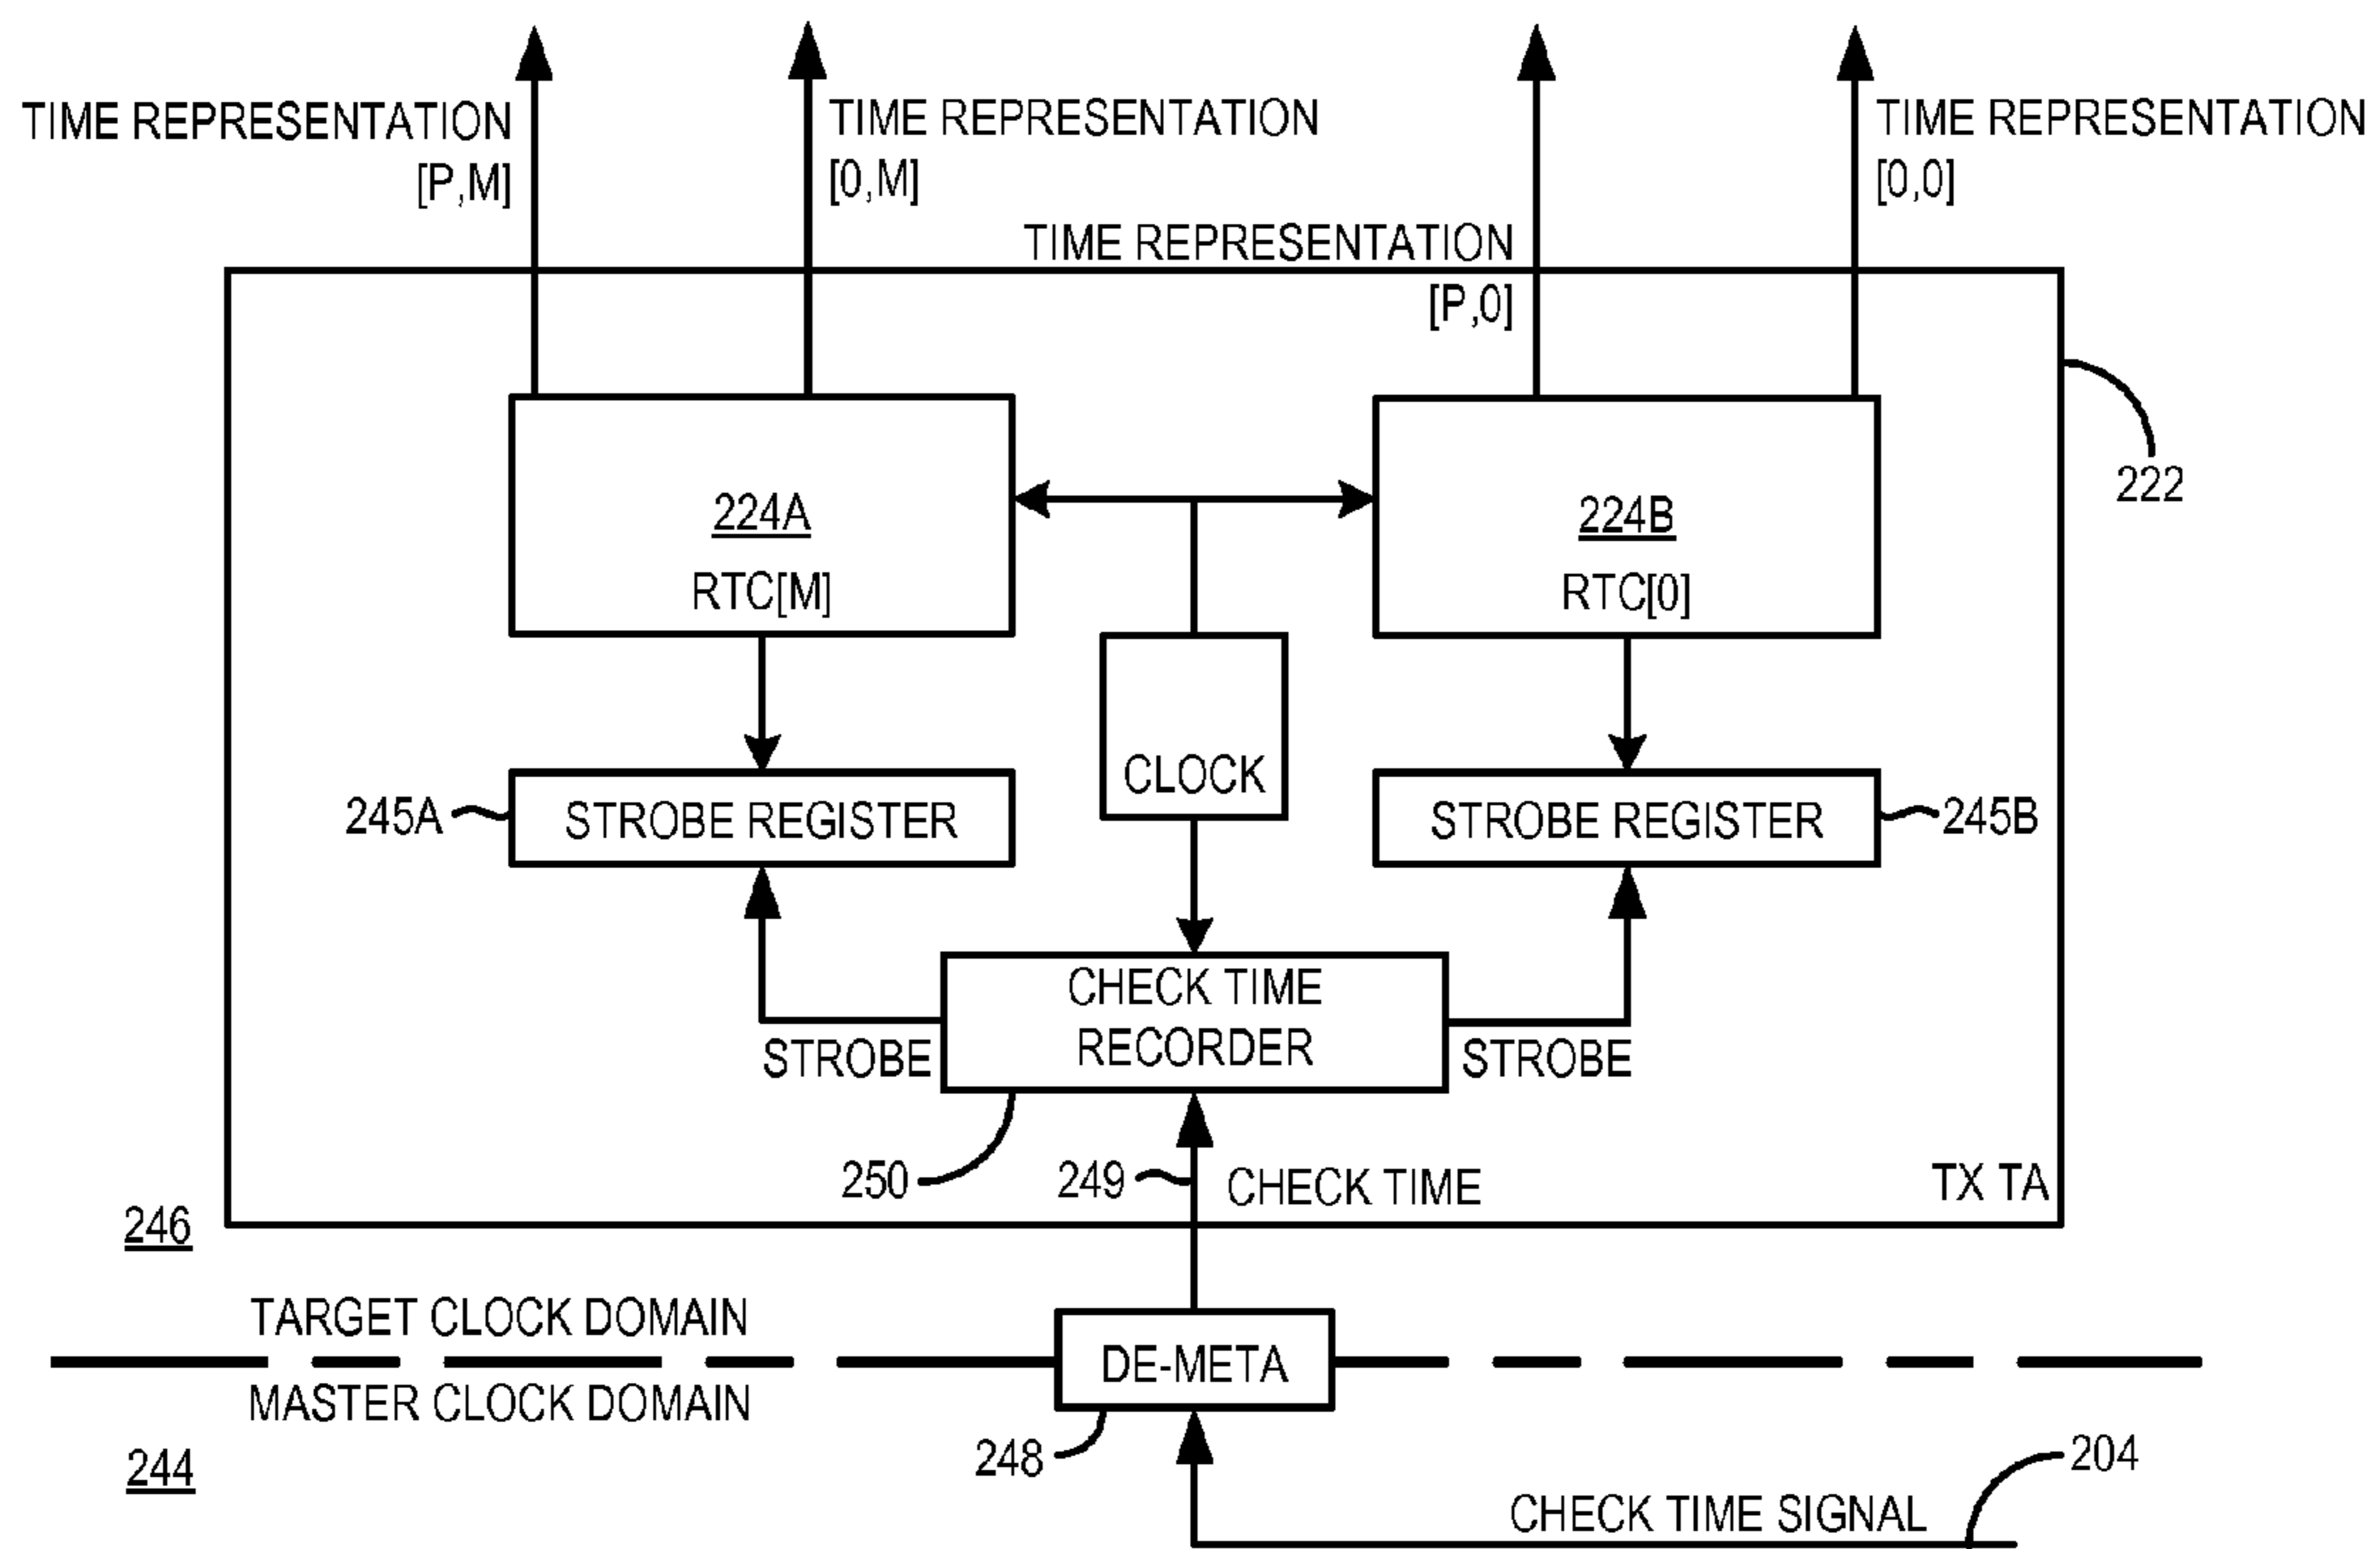 TIME REPRESENTATION
[P,M]
TIME REPRESENTATION
[0,M]
TIME REPRESENTATION
[P,0]
TIME REPRESENTATION
[0,0]
222
224A
RTC[M]
224B
RTC[0]
CLOCK
245A
STROBE REGISTER
STROBE REGISTER
245B
CHECK TIME
RECORDER
STROBE
STROBE
250
249
CHECK TIME
TX TA
246
TARGET CLOCK DOMAIN
DE-META
MASTER CLOCK DOMAIN
248
244
204
CHECK TIME SIGNAL